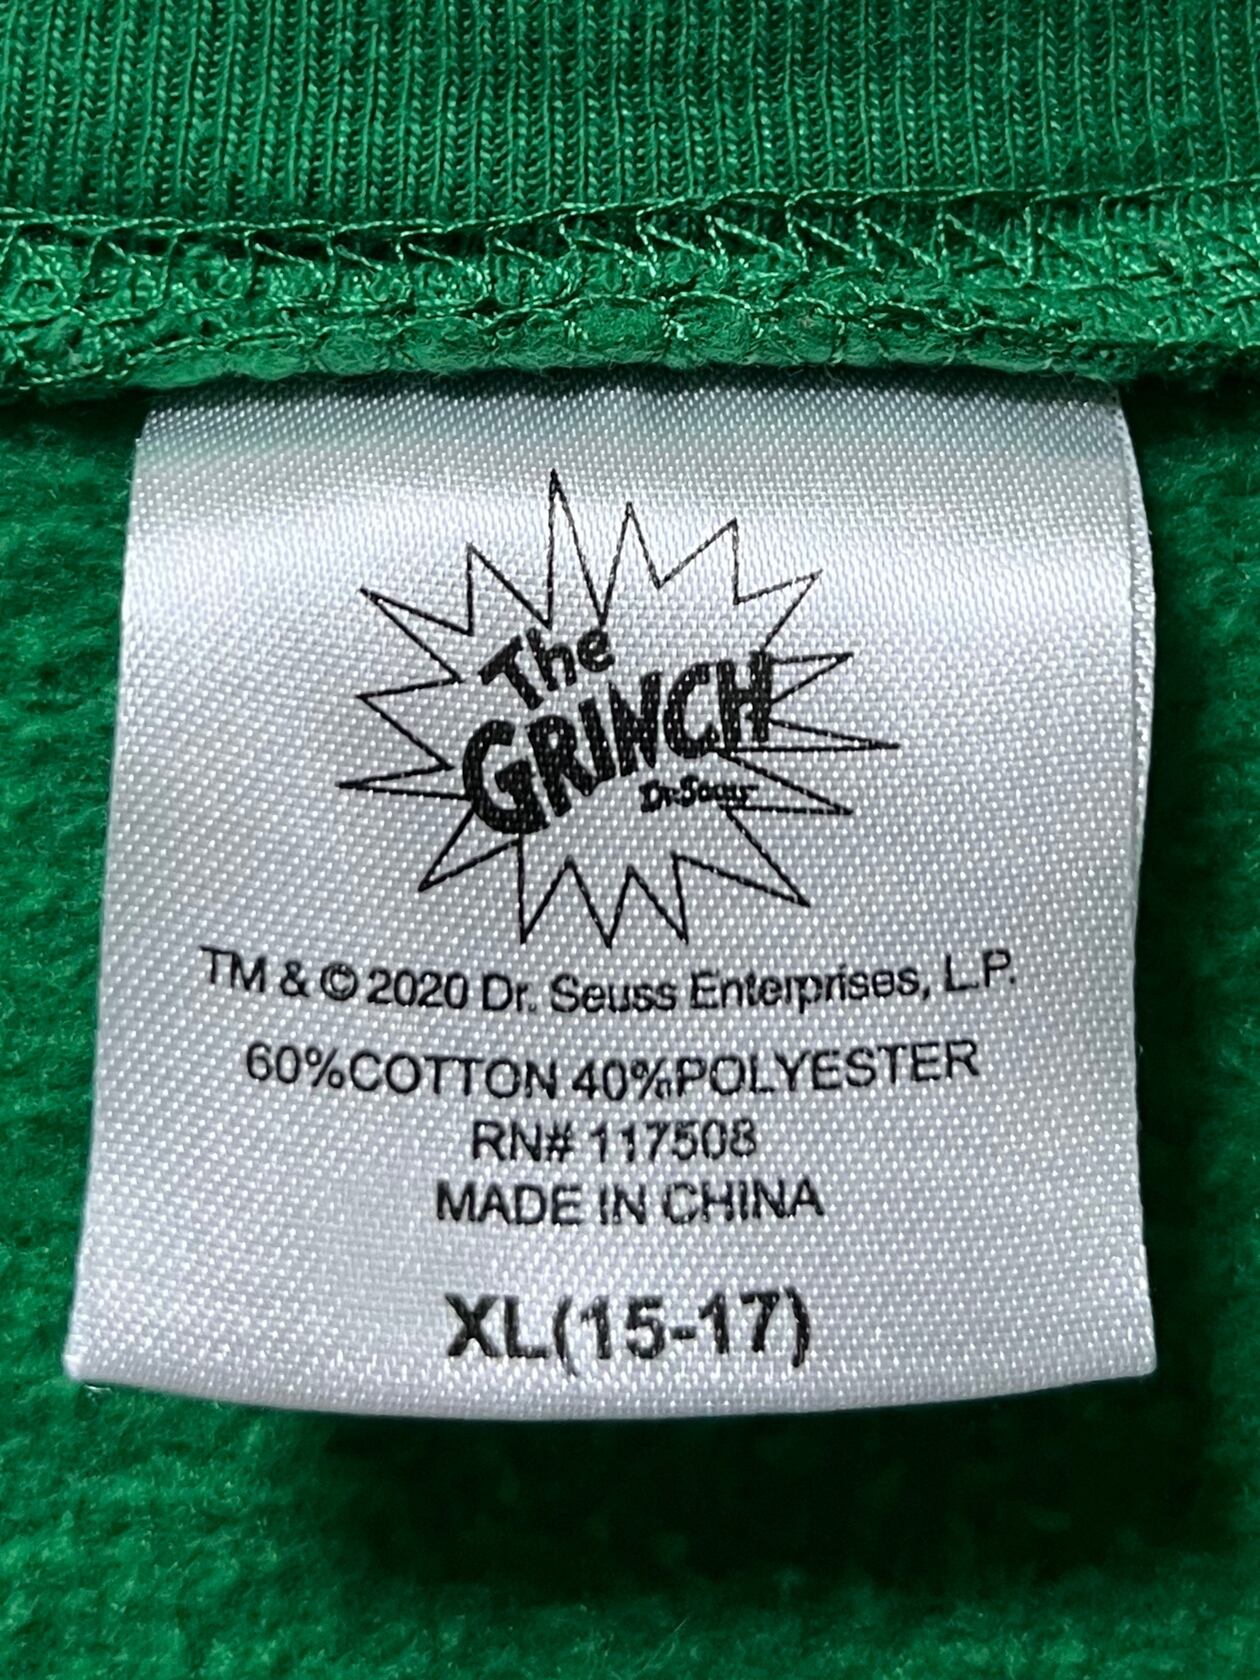 The
GRINCH
Dr. Seuss
TM & © 2020 Dr. Seuss Enterprises, L.P.
60%COTTON 40%POLYESTER
RN# 117508
MADE IN CHINA
XL(15-17)